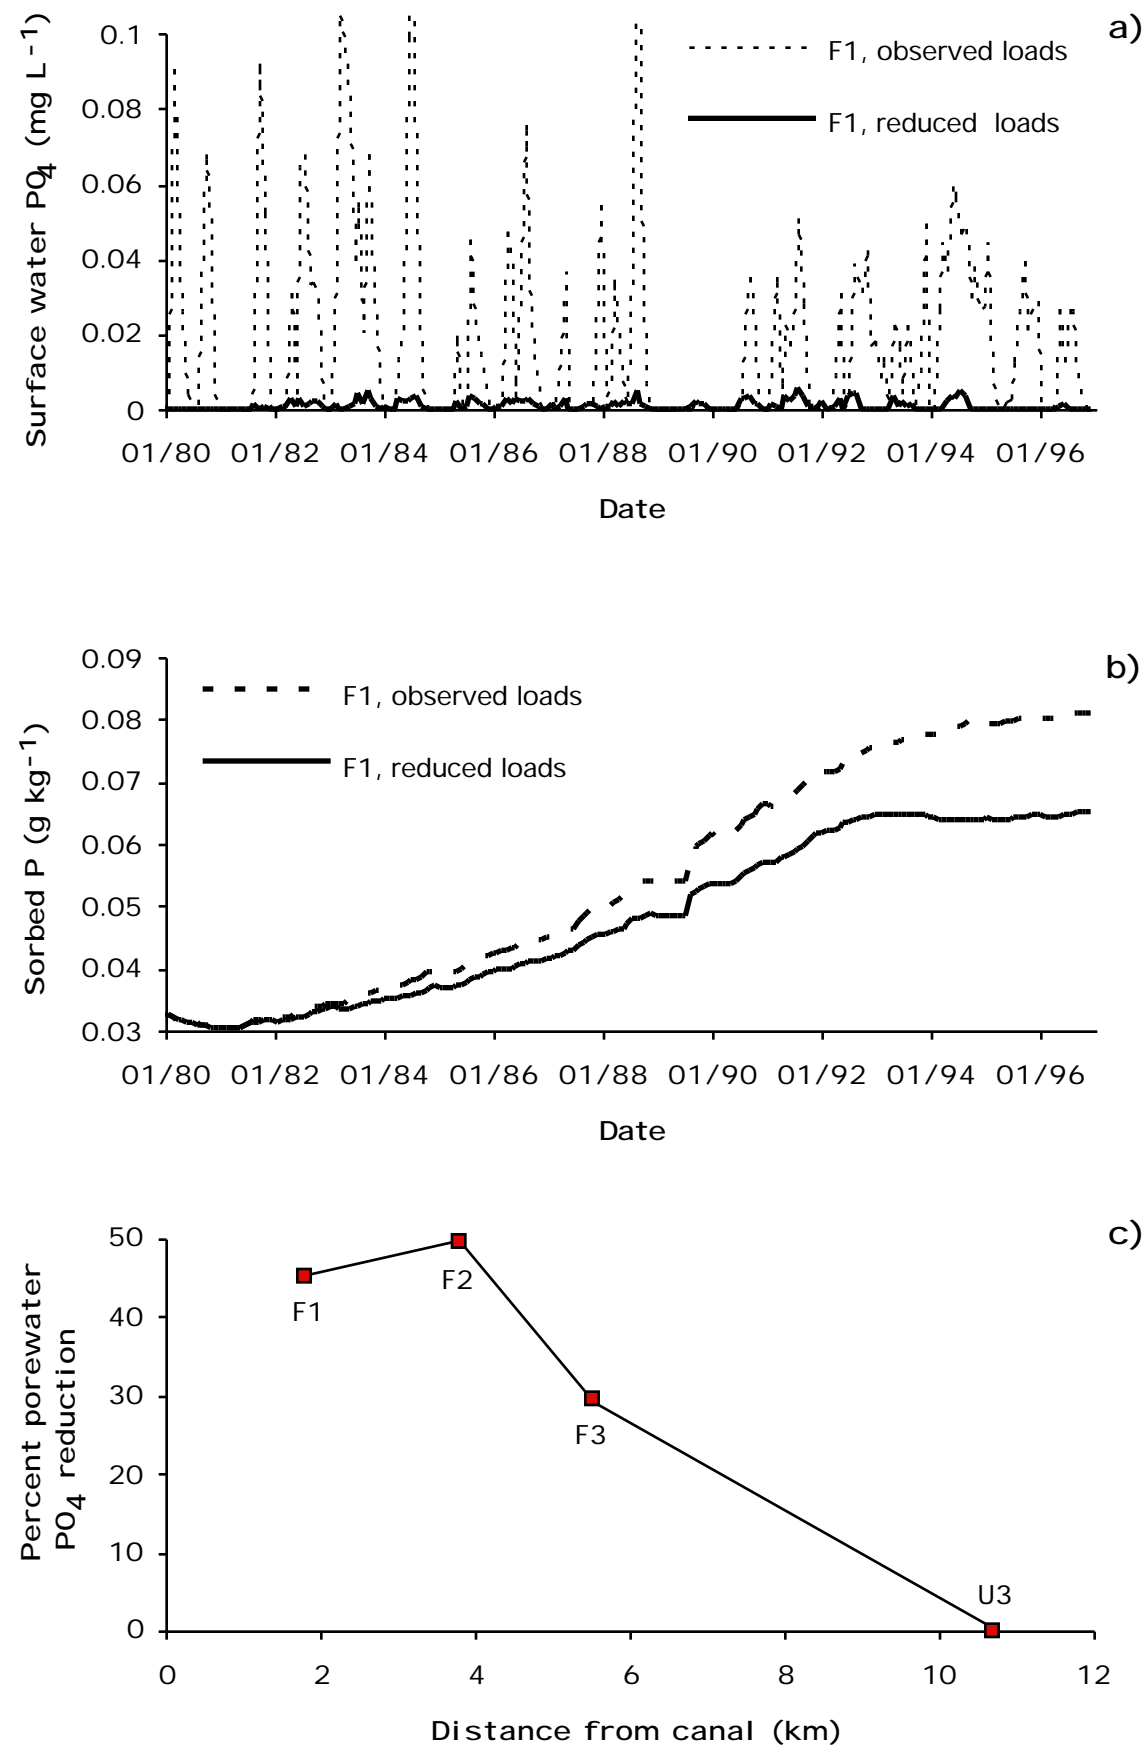 a)
Surface water PO4 (mg L-1)
0.1
0.08
0.06
0.04
0.02
0
F1, observed loads
F1, reduced loads
01/80 01/82 01/84 01/86 01/88 01/90 01/92 01/94 01/96
Date
b)
Sorbed P (g kg-1)
0.09
0.08
0.07
0.06
0.05
0.04
0.03
F1, observed loads
F1, reduced loads
01/80 01/82 01/84 01/86 01/88 01/90 01/92 01/94 01/96
Date
c)
Percent porewater
PO4 reduction
50
40
30
20
10
0
F1
F2
F3
U3
0 2 4 6 8 10 12
Distance from canal (km)